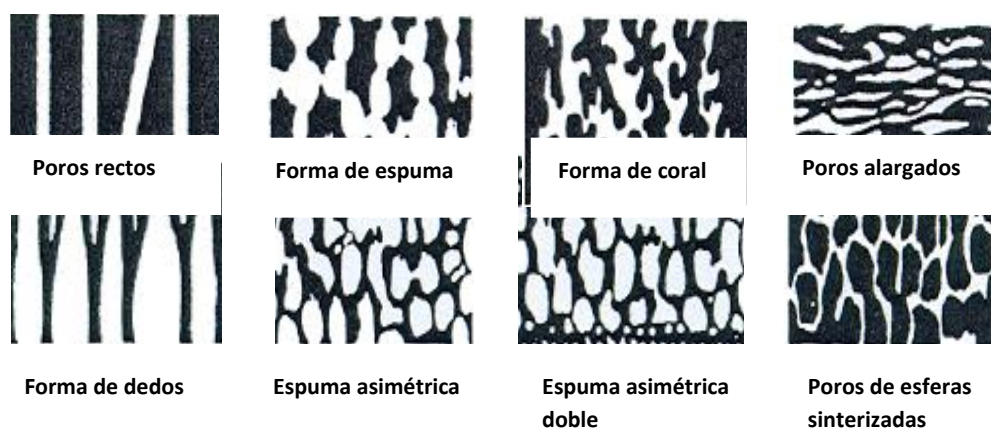 Poros rectos
Forma de espuma
Forma de coral
Poros alargados
Forma de dedos
Espuma asimétrica
Espuma asimétrica
doble
Poros de esferas
sinterizadas